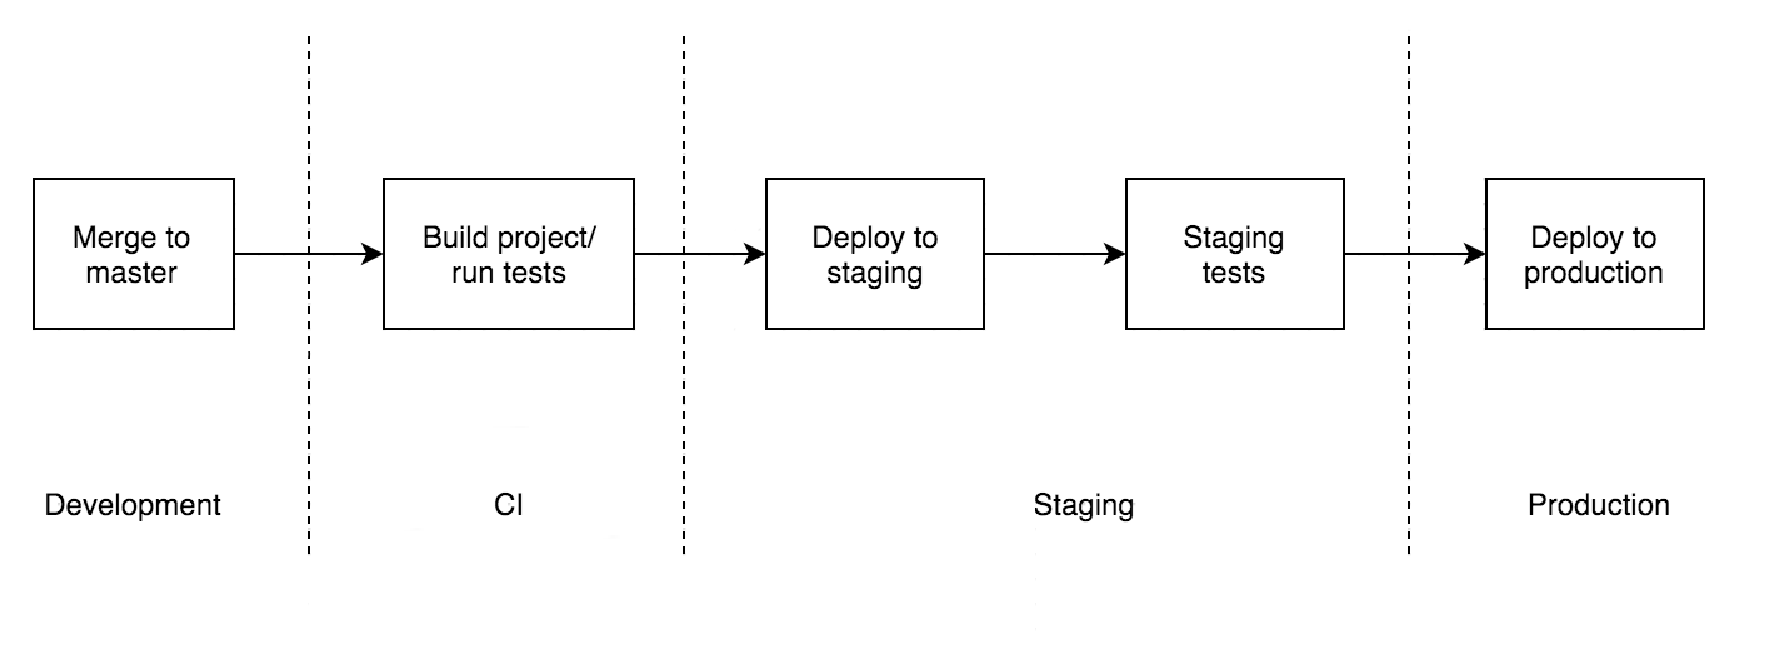 Merge to
master
Build project/
run tests
Deploy to
staging
Staging
tests
Deploy to
production
Development
CI
Staging
Production